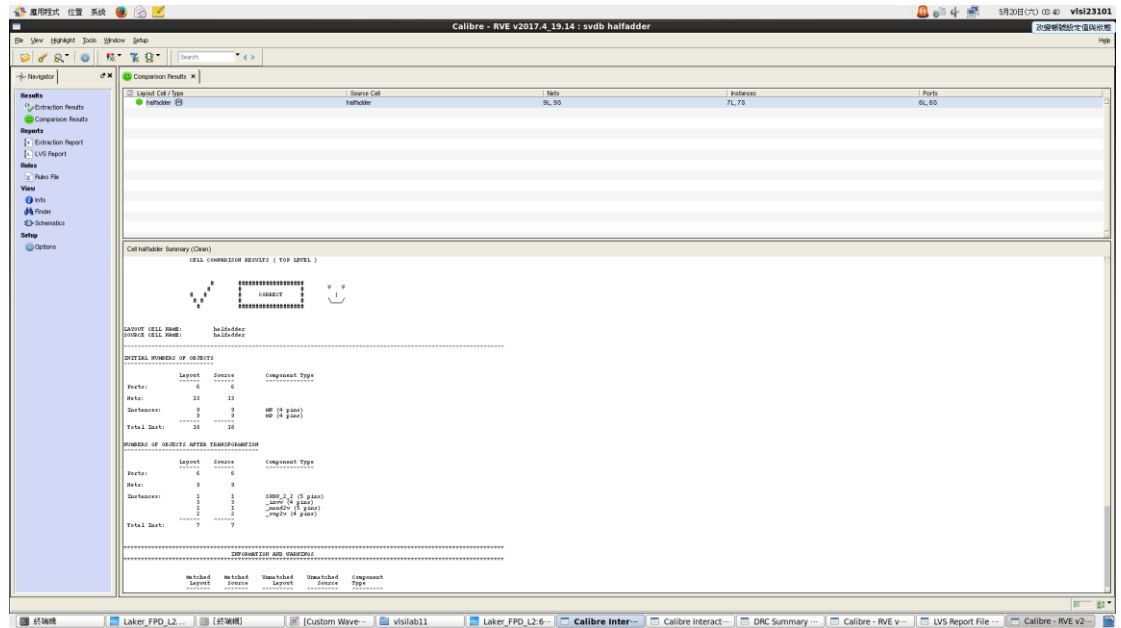 應用程式 位置 系統
5月20日(六) 03:40 vlsi23101
Calibre - RVE v2017.4_19.14 : svdb halfadder
改變帳號設定值與狀態
File View Highlight Tools Window Setup
Help
Search
Navigator
Comparison Results
Results
Extraction Results
Comparison Results
Reports
Extraction Report
LVS Report
Rules
Rules File
View
Info
Finder
Schematics
Setup
Options
Layout Cell / Type Source Cell Nets Instances Ports
halfadder halfadder 9L, 9S 7L, 7S 6L, 6S
Cell halfadder Summary (Clean)
CELL COMPARISON RESULTS ( TOP LEVEL )
CORRECT
LAYOUT CELL NAME: halfadder
SOURCE CELL NAME: halfadder
INITIAL NUMBERS OF OBJECTS
Layout Source Component Type
Ports: 6 6
Nets: 13 13
Instances: 9 9 MN (4 pins)
9 9 MP (4 pins)
Total Inst: 18 18
NUMBERS OF OBJECTS AFTER TRANSFORMATION
Layout Source Component Type
Ports: 6 6
Nets: 9 9
Instances: 1 1 (5 pins)
3 3 _invv (4 pins)
1 1 _nand2v (5 pins)
2 2 _smp2v (4 pins)
Total Inst: 7 7
INFORMATION AND WARNINGS
Matched Matched Unmatched Unmatched Component
Layout Source Layout Source Type
終端機
Laker_FPD_L2...
[終端機]
[Custom Wave...
vlsilab11
Laker_FPD_L2:6...
Calibre Inter...
Calibre Interact...
DRC Summary ...
Calibre - RVE v...
LVS Report File ...
Calibre - RVE v2...